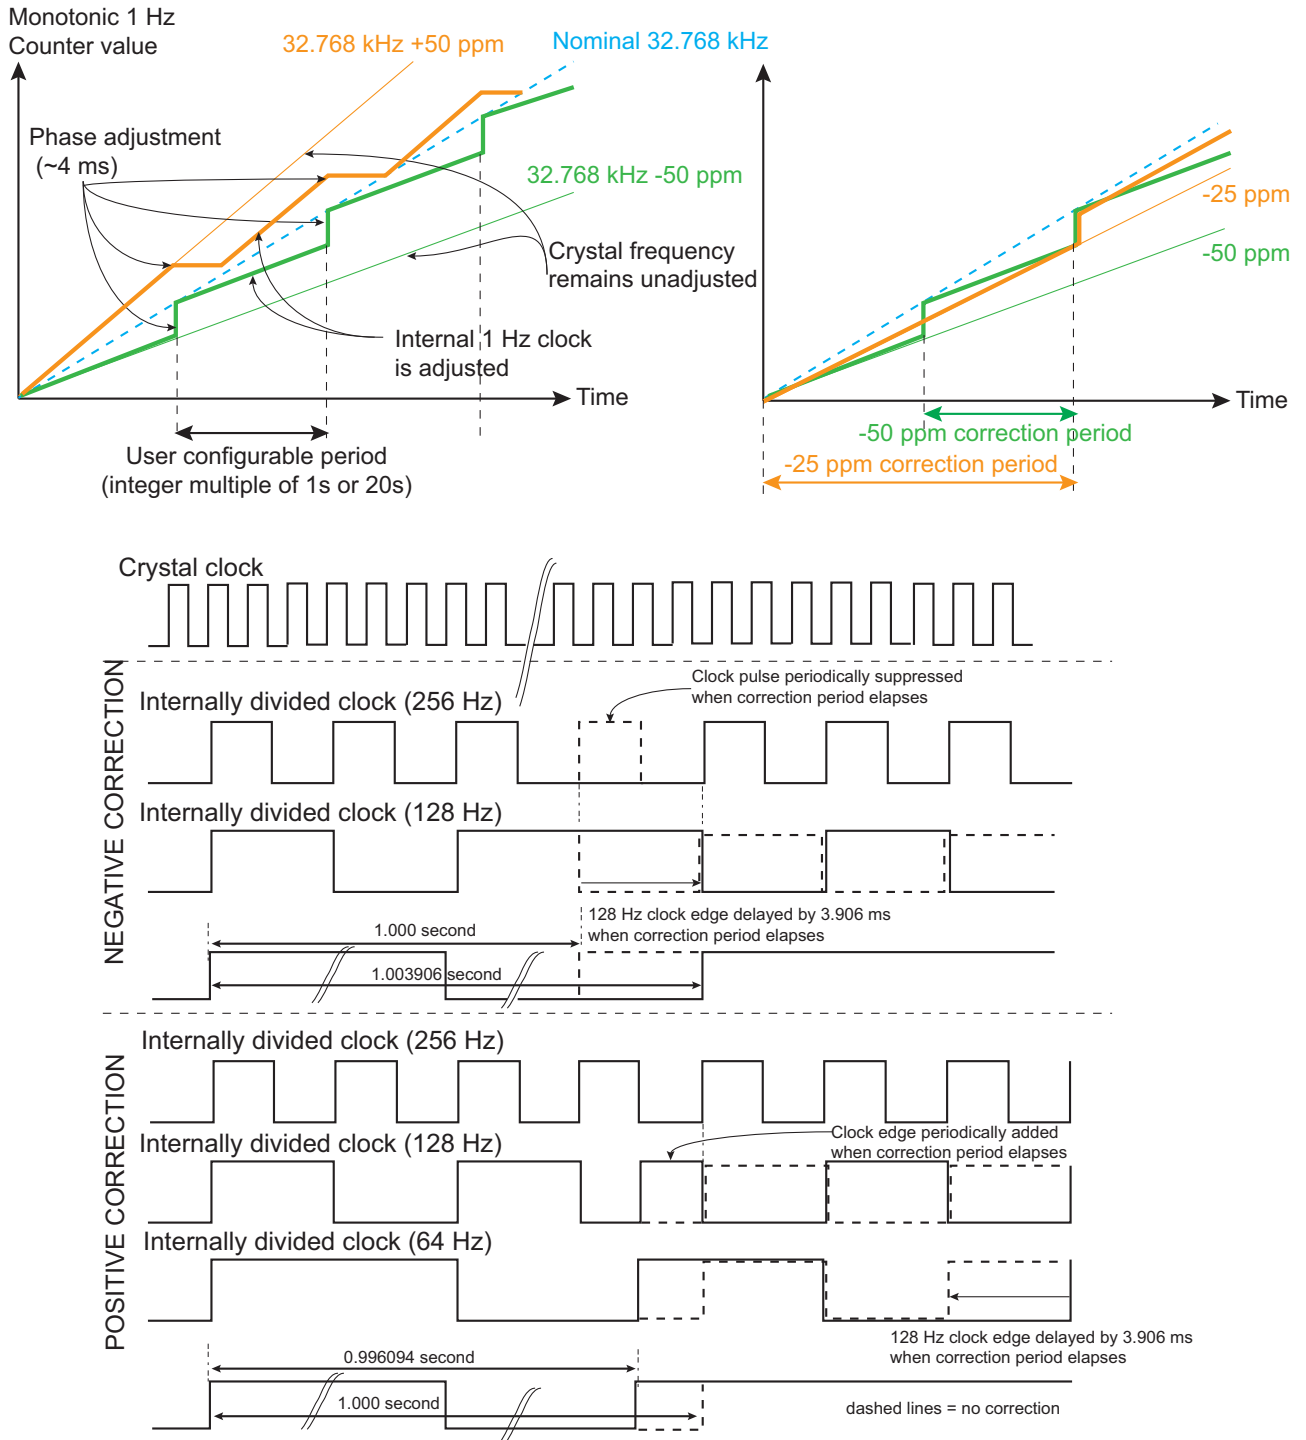 Monotonic 1 Hz
Counter value
32.768 kHz +50 ppm
Nominal 32.768 kHz
Phase adjustment
(~4 ms)
32.768 kHz -50 ppm
Crystal frequency
remains unadjusted
Internal 1 Hz clock
is adjusted
Time
User configurable period
(integer multiple of 1s or 20s)
-25 ppm
-50 ppm
Time
-50 ppm correction period
-25 ppm correction period
Crystal clock
NEGATIVE CORRECTION
Clock pulse periodically suppressed
when correction period elapses
Internally divided clock (256 Hz)
Internally divided clock (128 Hz)
128 Hz clock edge delayed by 3.906 ms
when correction period elapses
1.000 second
1.003906 second
POSITIVE CORRECTION
Internally divided clock (256 Hz)
Internally divided clock (128 Hz)
Clock edge periodically added
when correction period elapses
Internally divided clock (64 Hz)
128 Hz clock edge delayed by 3.906 ms
when correction period elapses
0.996094 second
1.000 second
dashed lines = no correction